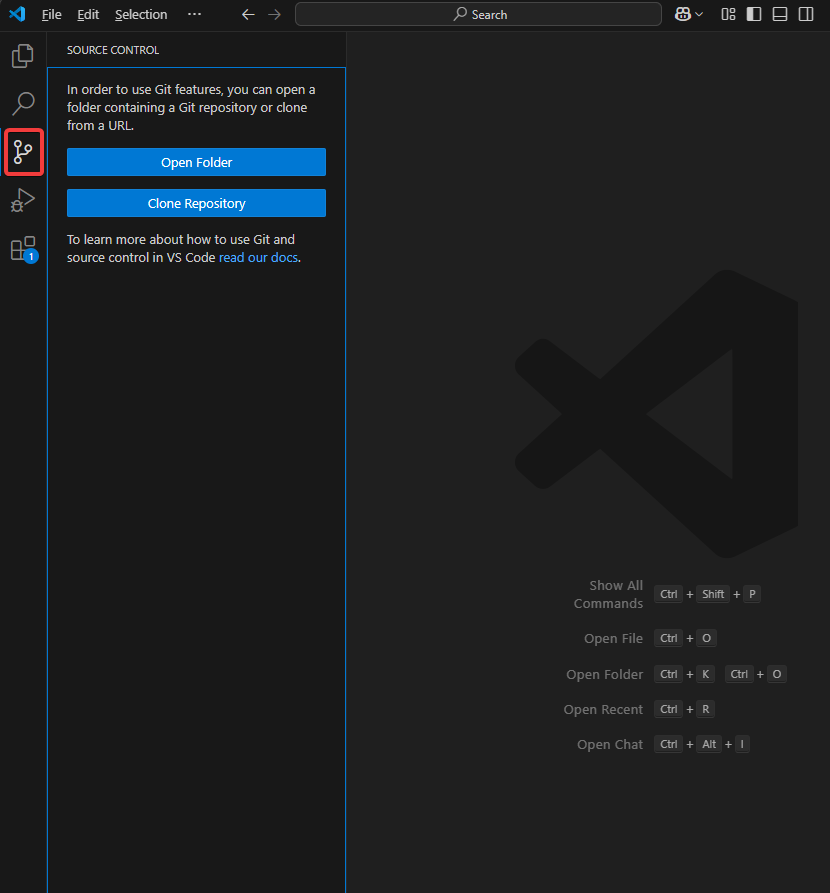 File Edit Selection ··· Search
SOURCE CONTROL
In order to use Git features, you can open a
folder containing a Git repository or clone
from a URL.
Open Folder
Clone Repository
To learn more about how to use Git and
source control in VS Code read our docs.
1
Show All
Commands Ctrl + Shift + P
Open File Ctrl + O
Open Folder Ctrl + K Ctrl + O
Open Recent Ctrl + R
Open Chat Ctrl + Alt + I